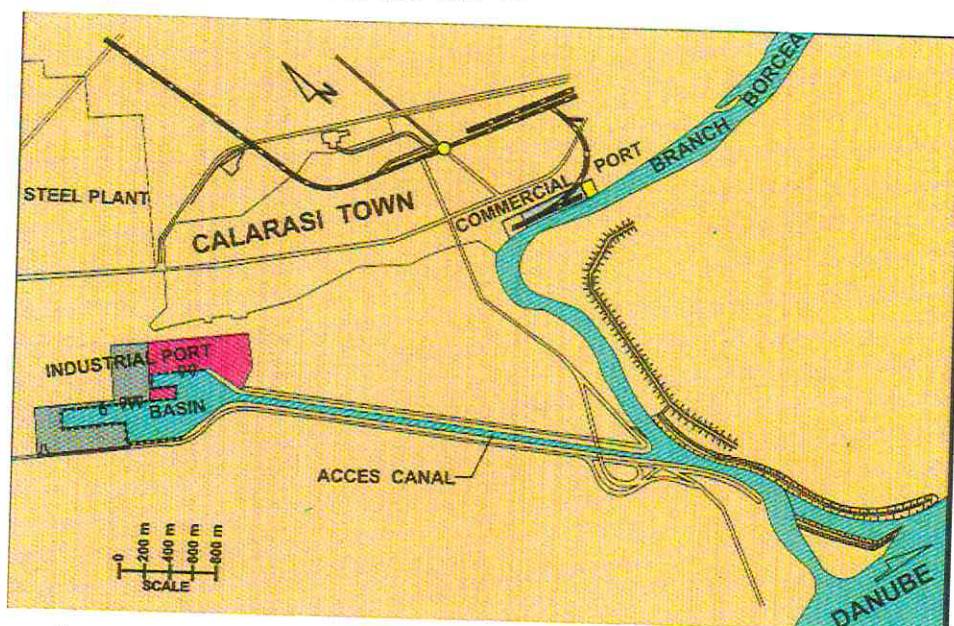 BRANCH BORCEA
N
COMMERCIAL PORT
STEEL PLANT
CALARASI TOWN
INDUSTRIAL PORT
BASIN
ACCES CANAL
0
200 m
400 m
600 m
800 m
SCALE
DANUBE